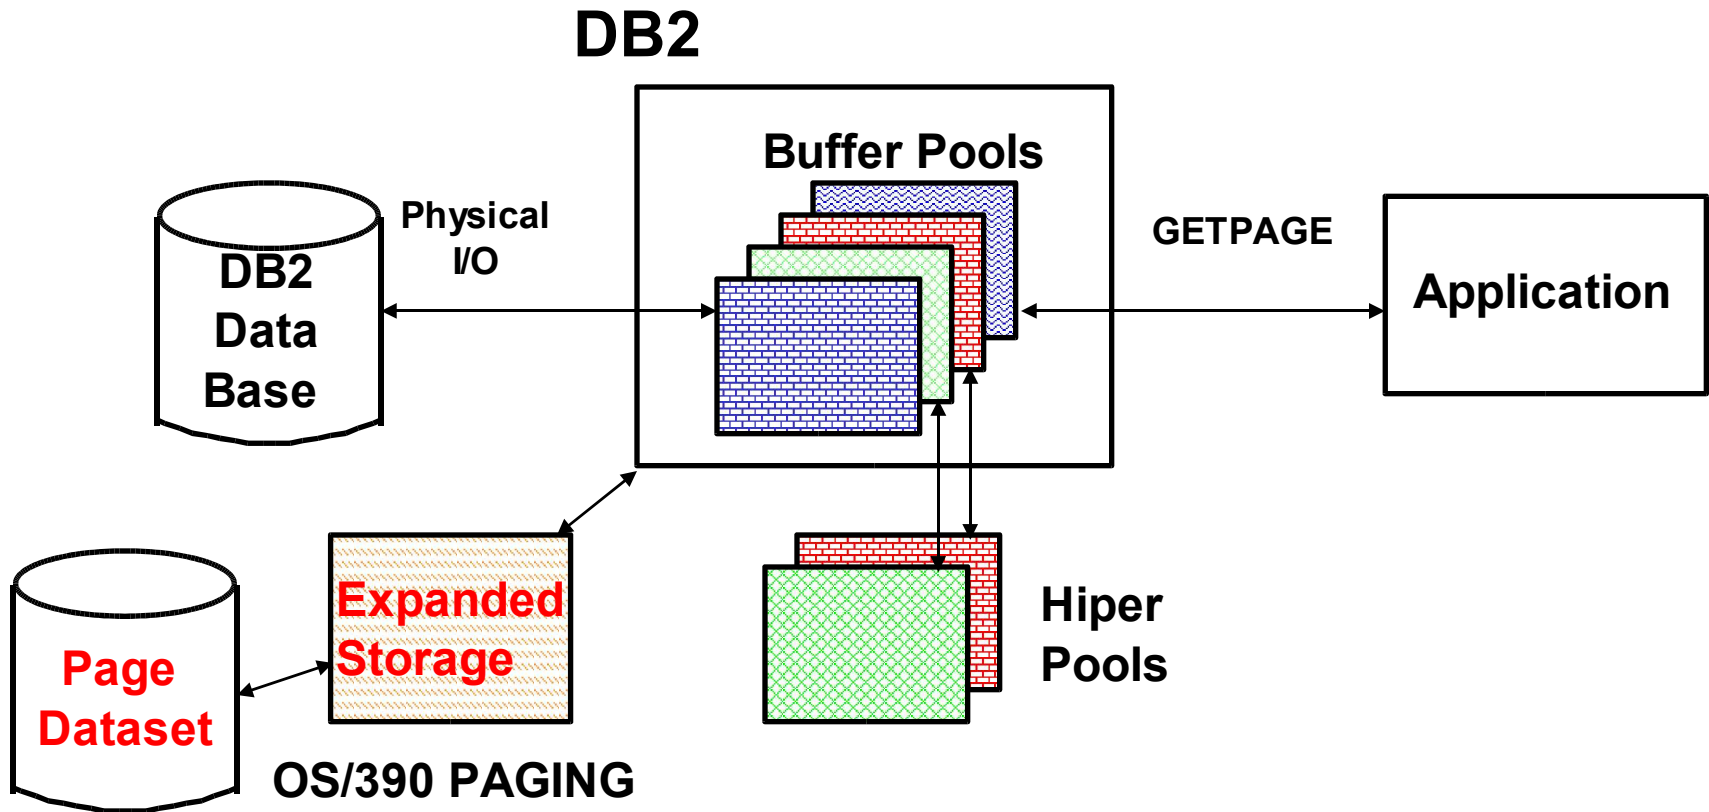 DB2
Buffer Pools
Physical
I/O
GETPAGE
DB2
Data
Base
Application
Expanded
Storage
Hiper
Pools
Page
Dataset
OS/390 PAGING